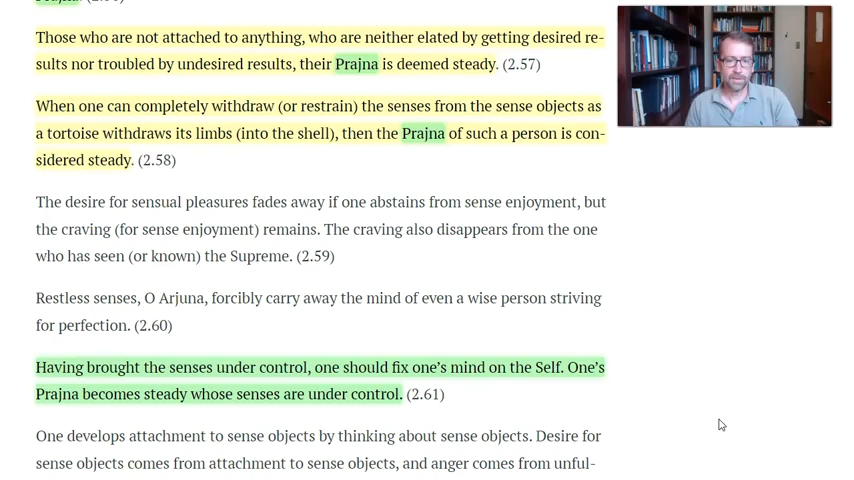 Those who are not attached to anything, who are neither elated by getting desired re-
sults nor troubled by undesired results, their Prajna is deemed steady. (2.57)
When one can completely withdraw (or restrain) the senses from the sense objects as
a tortoise withdraws its limbs (into the shell), then the Prajna of such a person is con-
sidered steady. (2.58)
The desire for sensual pleasures fades away if one abstains from sense enjoyment, but
the craving (for sense enjoyment) remains. The craving also disappears from the one
who has seen (or known) the Supreme. (2.59)
Restless senses, O Arjuna, forcibly carry away the mind of even a wise person striving
for perfection. (2.60)
Having brought the senses under control, one should fix one’s mind on the Self. One’s
Prajna becomes steady whose senses are under control. (2.61)
One develops attachment to sense objects by thinking about sense objects. Desire for
sense objects comes from attachment to sense objects, and anger comes from unful-